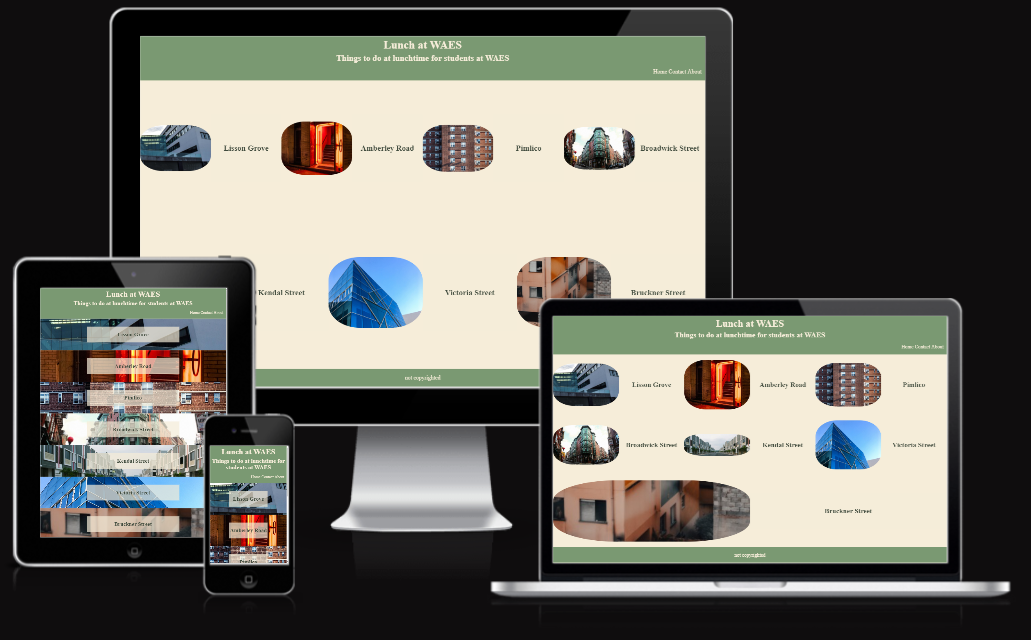 Lunch at WAES
Things to do at lunchtime for students at WAES
Home Contact About
Lisson Grove
Amberley Road
Pimlico
Broadwick Street
Kendal Street
Victoria Street
Bruckner Street
not copyrighted
Lunch at WAES
Things to do at lunchtime for students at WAES
Home Contact About
Lisson Grove
Amberley Road
Pimlico
Broadwick Street
Kendal Street
Victoria Street
Bruckner Street
Lunch at WAES
Things to do at lunchtime for
students at WAES
Home Contact About
Lisson Grove
Amberley Road
Pimlico
Lunch at WAES
Things to do at lunchtime for students at WAES
Home Contact About
Lisson Grove
Amberley Road
Pimlico
Broadwick Street
Kendal Street
Victoria Street
Bruckner Street
not copyrighted